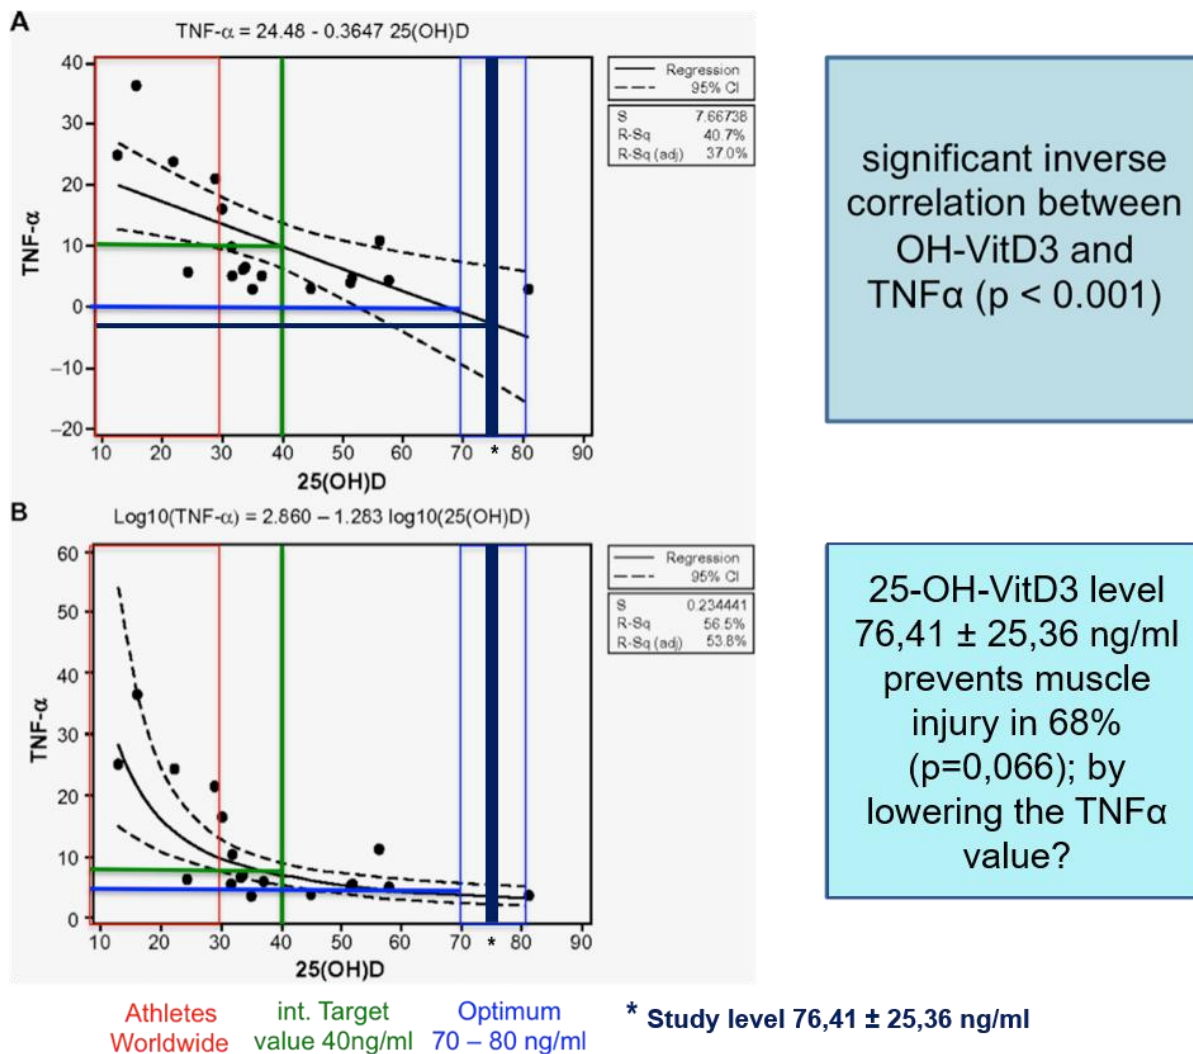 A
TNF-α = 24.48 - 0.3647 25(OH)D
40
30
20
10
0
–10
–20
TNF-α
10 20 30 40 50 60 70 * 80 90
25(OH)D
Regression
95% CI
S 7.66738
R-Sq 40.7%
R-Sq (adj) 37.0%
significant inverse
correlation between
OH-VitD3 and
TNFα (p < 0.001)
B
Log10(TNF-α) = 2.860 – 1.283 log10(25(OH)D)
60
50
40
30
20
10
0
TNF-α
10 20 30 40 50 60 70 * 80 90
25(OH)D
Regression
95% CI
S 0.234441
R-Sq 56.5%
R-Sq (adj) 53.8%
25-OH-VitD3 level
76,41 ± 25,36 ng/ml
prevents muscle
injury in 68%
(p=0,066); by
lowering the TNFα
value?
Athletes
Worldwide
int. Target
value 40ng/ml
Optimum
70 – 80 ng/ml
* Study level 76,41 ± 25,36 ng/ml